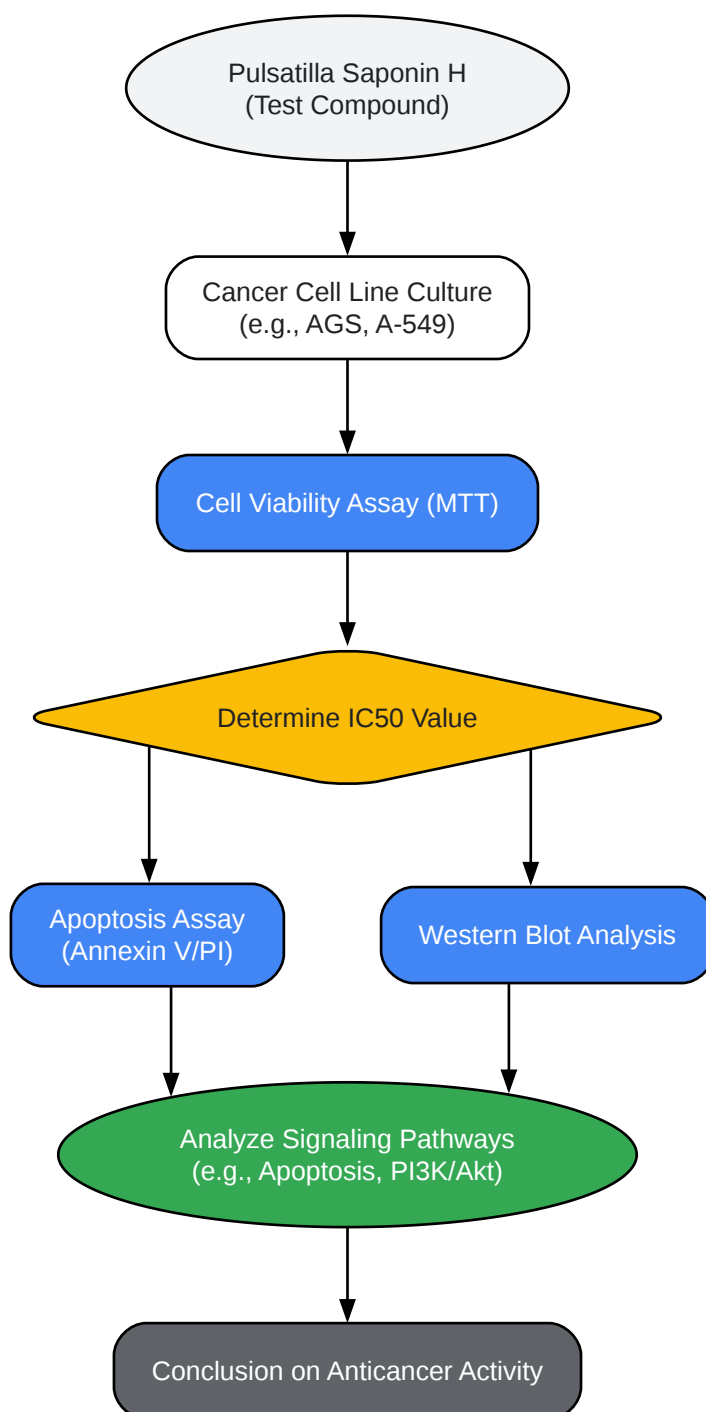 Pulsatilla Saponin H
(Test Compound)
Cancer Cell Line Culture
(e.g., AGS, A-549)
Cell Viability Assay (MTT)
Determine IC50 Value
Apoptosis Assay
(Annexin V/PI)
Western Blot Analysis
Analyze Signaling Pathways
(e.g., Apoptosis, PI3K/Akt)
Conclusion on Anticancer Activity